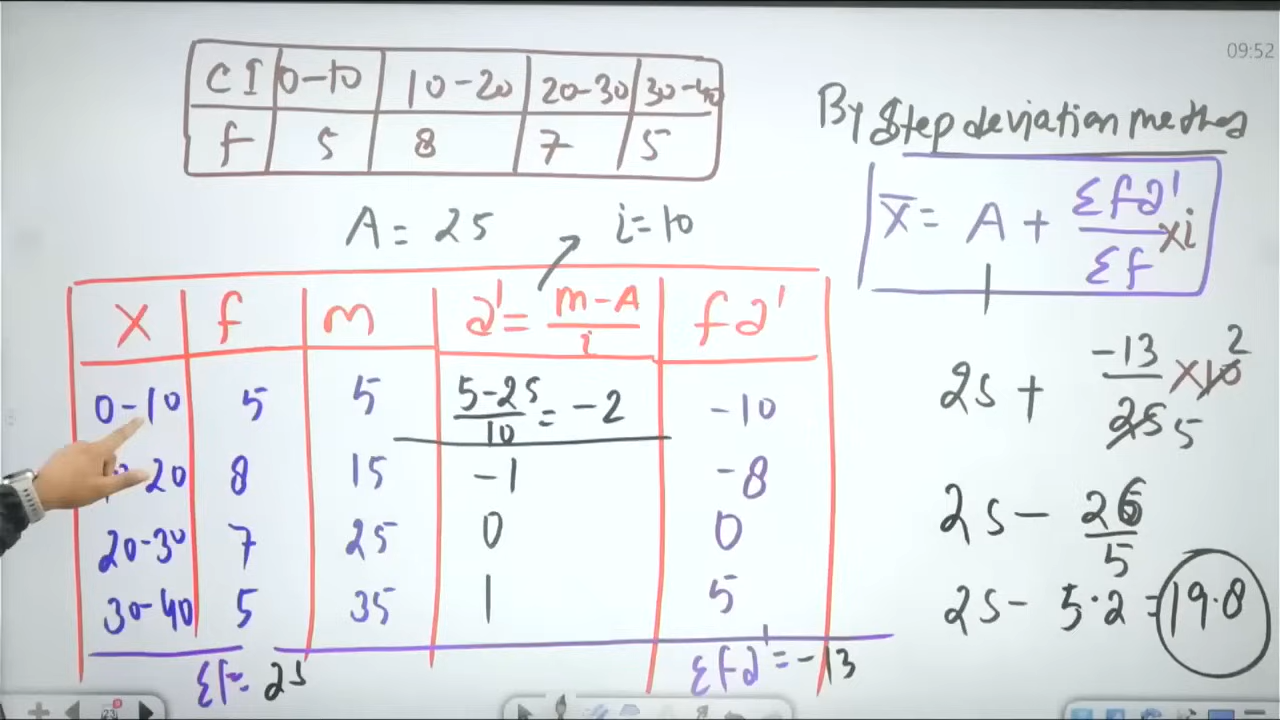 09:52
CI 0-10 10-20 20-30 30-40
f 5 8 7 5
By Step deviation method
X̅ = A + Σfd'/Σf × i
A = 25 i = 10
X f m d' = m-A/i fd'
0-10 5 5 5-25/10 = -2 -10
-20 8 15 -1 -8
20-30 7 25 0 0
30-40 5 35 1 5
Σf = 25 Σfd' = -13
25 + -13/25 × 10 2 5
25 - 26/5
25 - 5.2 = 19.8